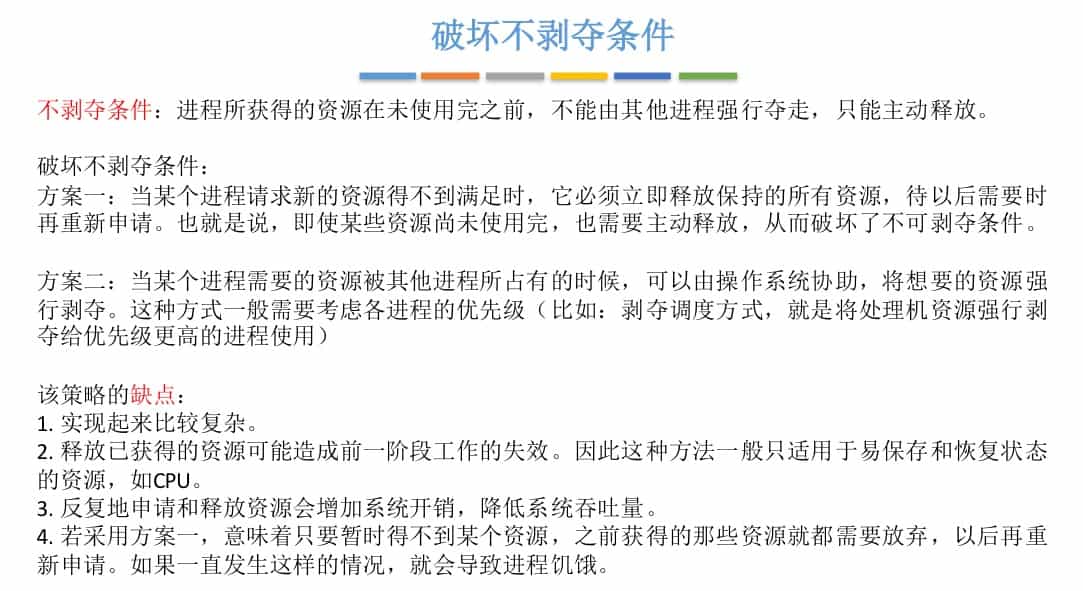 破坏不剥夺条件
不剥夺条件：进程所获得的资源在未使用完之前，不能由其他进程强行夺走，只能主动释放。
破坏不剥夺条件：
方案一：当某个进程请求新的资源得不到满足时，它必须立即释放保持的所有资源，待以后需要时
再重新申请。也就是说，即使某些资源尚未使用完，也需要主动释放，从而破坏了不可剥夺条件。
方案二：当某个进程需要的资源被其他进程所占有的时候，可以由操作系统协助，将想要的资源强
行剥夺。这种方式一般需要考虑各进程的优先级（比如：剥夺调度方式，就是将处理机资源强行剥
夺给优先级更高的进程使用）
该策略的缺点：
1. 实现起来比较复杂。
2. 释放已获得的资源可能造成前一阶段工作的失效。因此这种方法一般只适用于易保存和恢复状态
的资源，如CPU。
3. 反复地申请和释放资源会增加系统开销，降低系统吞吐量。
4. 若采用方案一，意味着只要暂时得不到某个资源，之前获得的那些资源就都需要放弃，以后再重
新申请。如果一直发生这样的情况，就会导致进程饥饿。